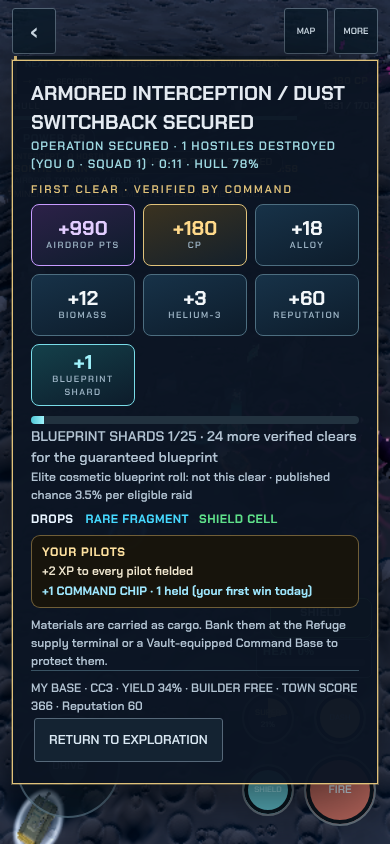 ‹
MAP
MORE
ARMORED INTERCEPTION / DUST
SWITCHBACK SECURED
OPERATION SECURED · 1 HOSTILES DESTROYED
(YOU 0 · SQUAD 1) · 0:11 · HULL 78%
FIRST CLEAR · VERIFIED BY COMMAND
+990
AIRDROP PTS
+180
CP
+18
ALLOY
+12
BIOMASS
+3
HELIUM-3
+60
REPUTATION
+1
BLUEPRINT
SHARD
BLUEPRINT SHARDS 1/25 · 24 more verified clears
for the guaranteed blueprint
Elite cosmetic blueprint roll: not this clear · published
chance 3.5% per eligible raid
DROPS RARE FRAGMENT SHIELD CELL
YOUR PILOTS
+2 XP to every pilot fielded
+1 COMMAND CHIP · 1 held (your first win today)
Materials are carried as cargo. Bank them at the Refuge
supply terminal or a Vault-equipped Command Base to
protect them.
MY BASE · CC3 · YIELD 34% · BUILDER FREE · TOWN SCORE
366 · Reputation 60
RETURN TO EXPLORATION
SHIELD
FIRE